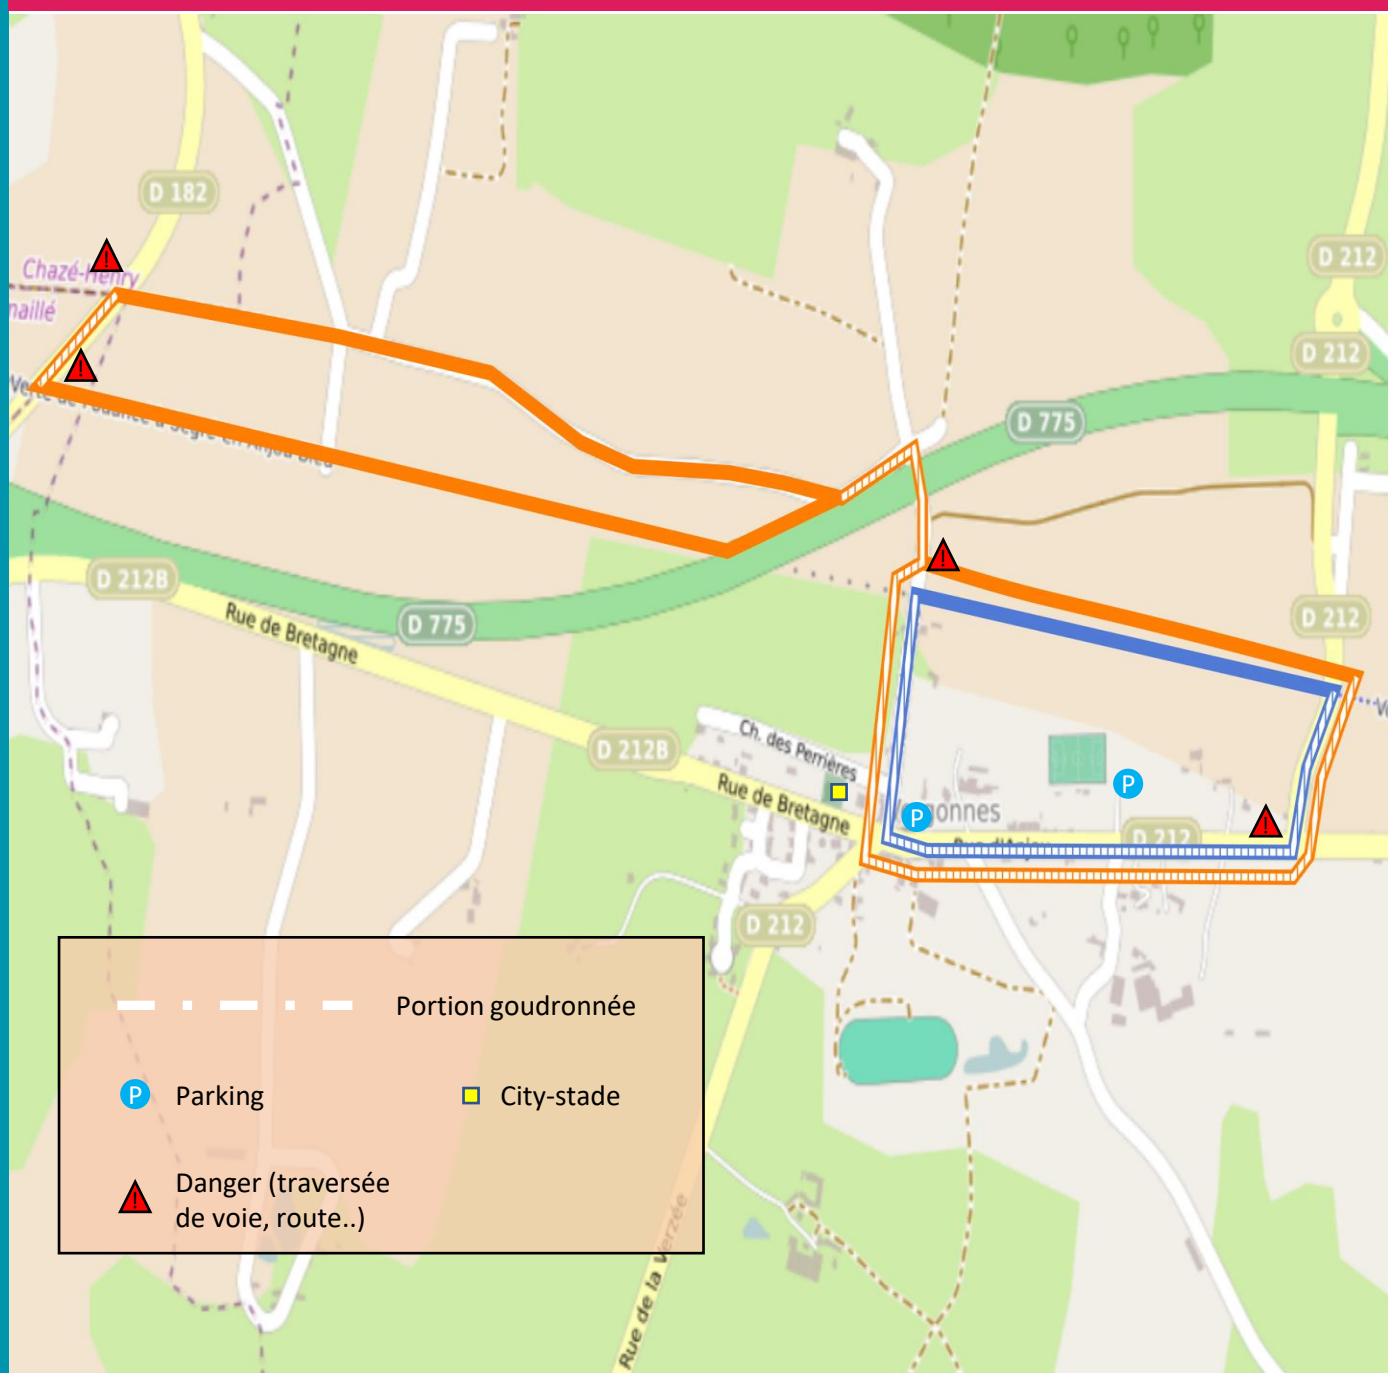 D 182
D 212
Chazé-Henry
naillé
D 212
D 775
D 212B
D 775
D 212
Rue de Bretagne
D 212B
Ch. des Perrières
Rue de Bretagne
P
P
D 212
D 212
Portion goudronnée
P Parking
City-stade
Danger (traversée
de voie, route..)
Rue de la Verzée